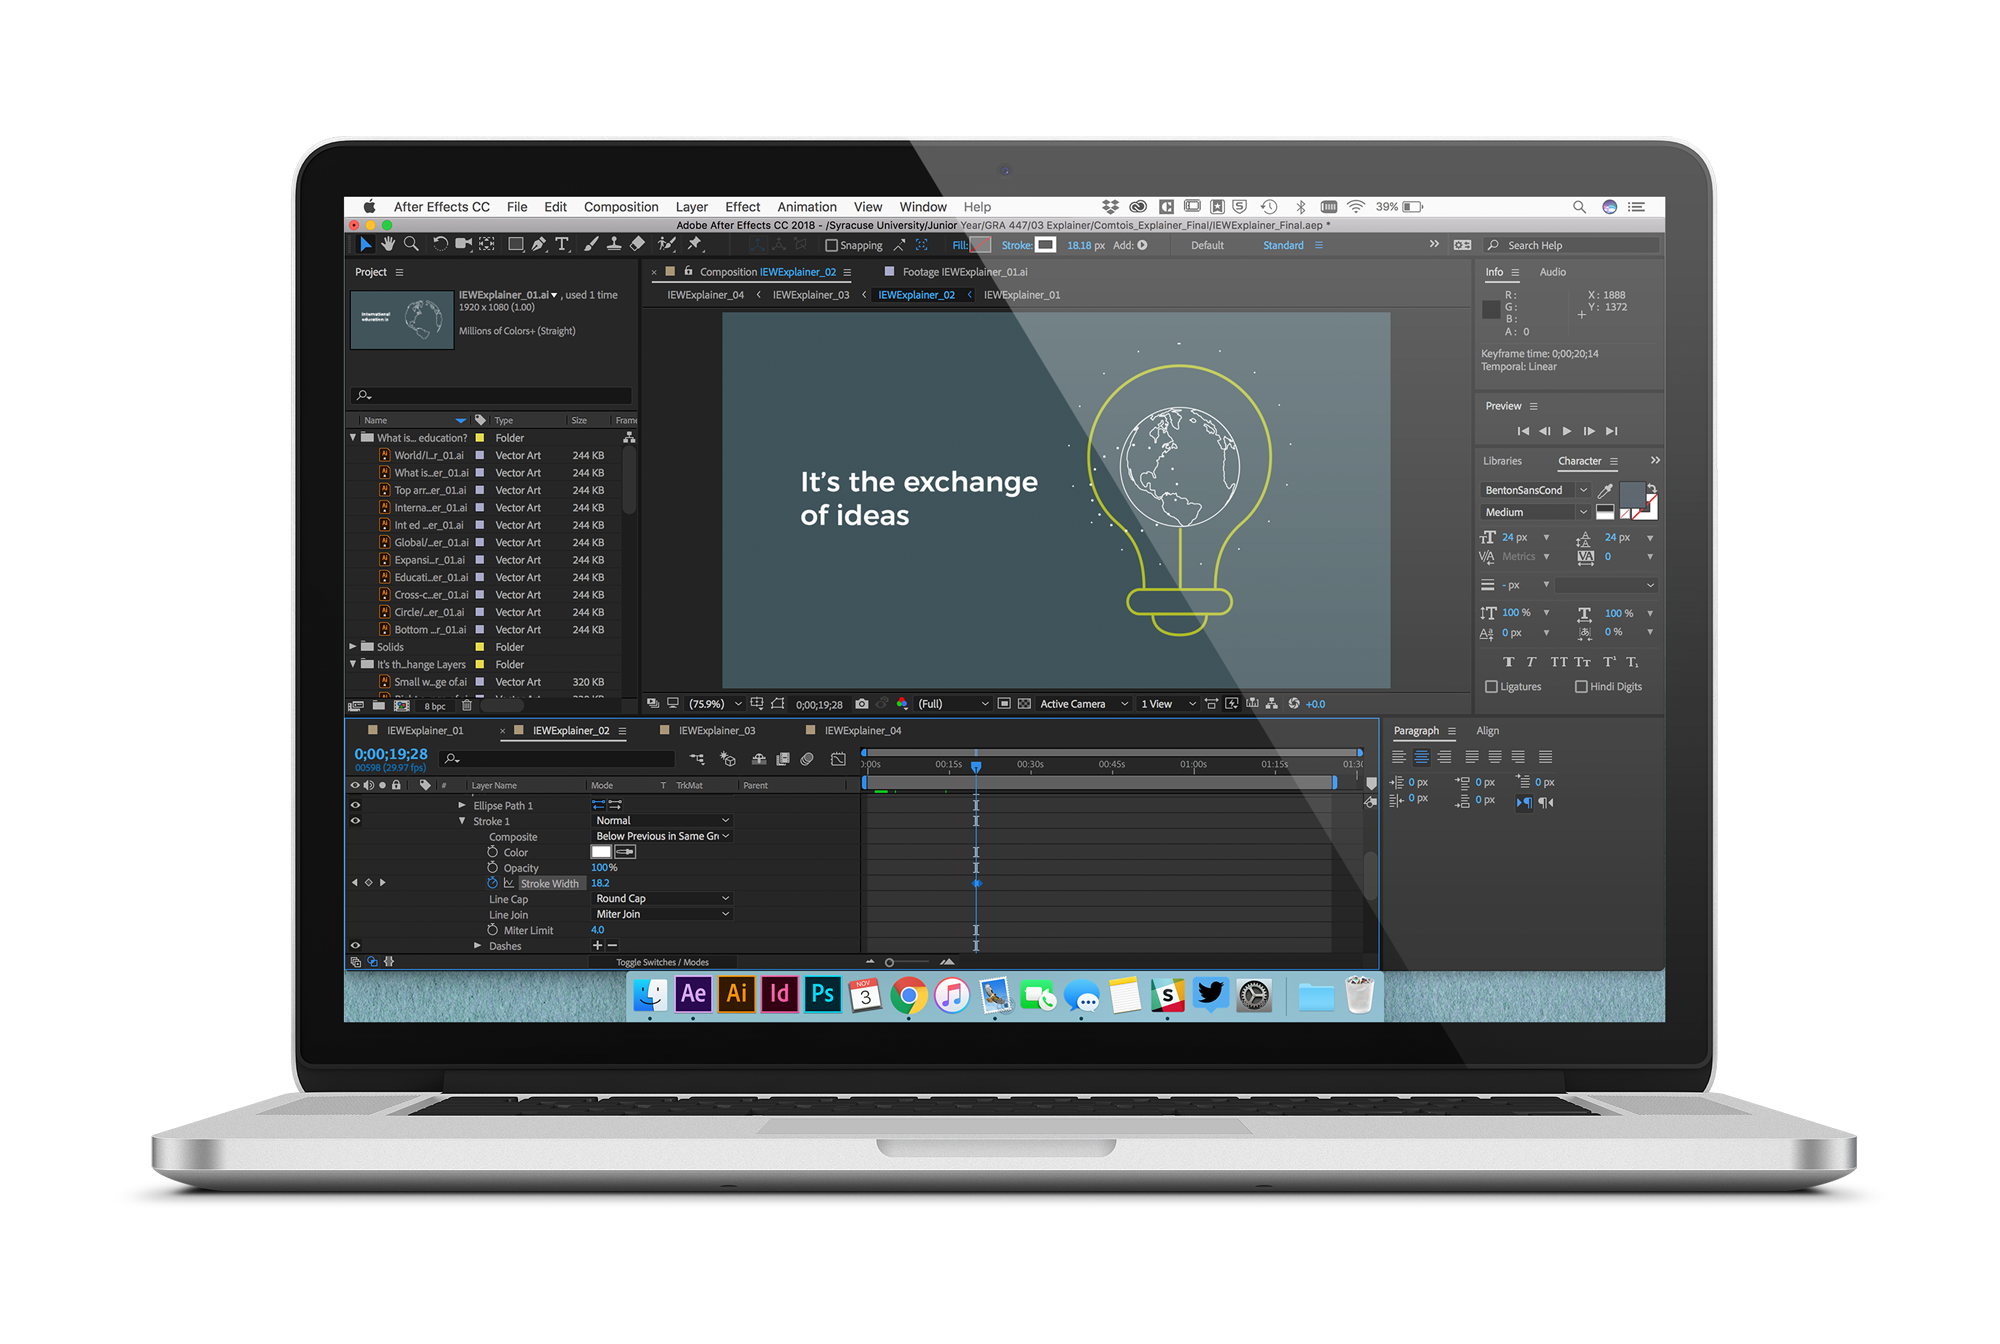 After Effects CC File Edit Composition Layer Effect Animation View Window Help 39%
Adobe After Effects CC 2018 - /Syracuse University/Junior Year/GRA 447/03 Explainer/Comtois_Explainer_Final/IEWExplainer_Final.aep *
Snapping Fill: Stroke: 18.18 px Add: Default Standard Search Help
Project
IEWExplainer_01.ai , used 1 time
1920 x 1080 (1.00)
Millions of Colors+ (Straight)
International
education is
Name Type Size Frame
What is... education? Folder
World/I...r_01.ai Vector Art 244 KB
What is...er_01.ai Vector Art 244 KB
Top arr...er_01.ai Vector Art 244 KB
Interna...er_01.ai Vector Art 244 KB
Int ed ...er_01.ai Vector Art 244 KB
Global/...er_01.ai Vector Art 244 KB
Expansi...er_01.ai Vector Art 244 KB
Educati...er_01.ai Vector Art 244 KB
Cross-c...er_01.ai Vector Art 244 KB
Circle/...er_01.ai Vector Art 244 KB
Bottom ...r_01.ai Vector Art 244 KB
Solids Folder
It's th...hange Layers Folder
Small w...ge of.ai Vector Art 320 KB
8 bpc
Composition IEWExplainer_02 Footage IEWExplainer_01.ai
IEWExplainer_04 IEWExplainer_03 IEWExplainer_02 IEWExplainer_01
It's the exchange
of ideas
(75.9%) 0;00;19;28 (Full) Active Camera 1 View +0.0
Info Audio
R: X: 1888
G: Y: 1372
B:
A: 0
Keyframe time: 0;00;20;14
Temporal: Linear
Preview
Libraries Character
BentonSansCond
Medium
24 px 24 px
Metrics 0
- px
100 % 100 %
0 px 0 %
T T TT Tt T¹ T₁
Ligatures Hindi Digits
IEWExplainer_01 IEWExplainer_02 IEWExplainer_03 IEWExplainer_04
0;00;19;28
00598 (29.97 fps)
0:00s 00:15s 00:30s 00:45s 01:00s 01:15s 01:30
# Layer Name Mode T TrkMat Parent
Ellipse Path 1
Stroke 1 Normal
Composite Below Previous in Same Gr
Color
Opacity 100%
Stroke Width 18.2
Line Cap Round Cap
Line Join Miter Join
Miter Limit 4.0
Dashes
Toggle Switches / Modes
Paragraph Align
0 px 0 px 0 px
0 px 0 px
Ae Ai Id Ps NOV 3 S